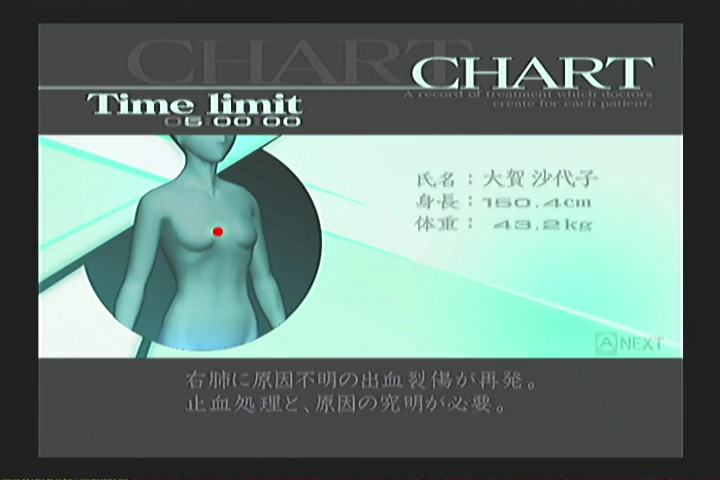 CHART
CHART
A record of treatment which doctors
create for each patient.
Time limit
05:00:00
氏名：大賀 沙代子
身長：150.4cm
体重：43.2kg
A NEXT
右肺に原因不明の出血裂傷が再発。
止血処理と、原因の究明が必要。